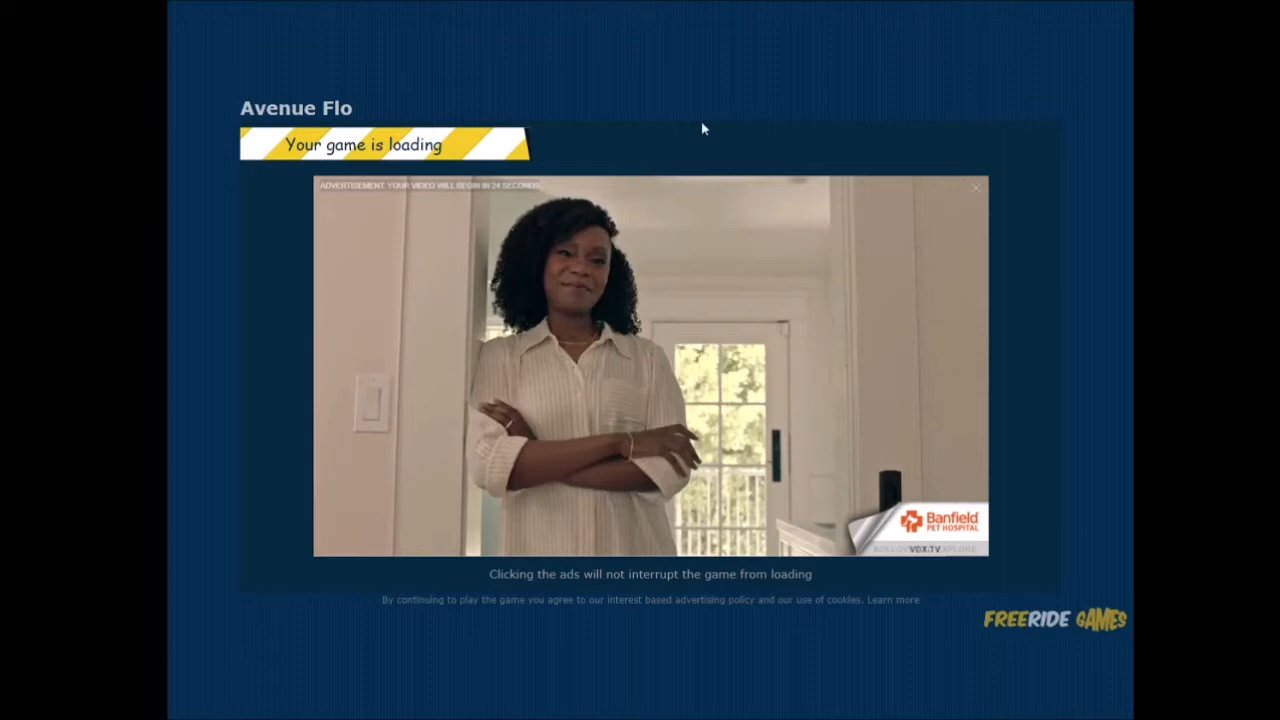 Avenue Flo
Your game is loading
ADVERTISEMENT. YOUR VIDEO WILL BEGIN IN 24 SECONDS
Banfield
PET HOSPITAL
VDX.TV
Clicking the ads will not interrupt the game from loading
By continuing to play the game you agree to our interest based advertising policy and our use of cookies. Learn more
FREERIDE GAMES